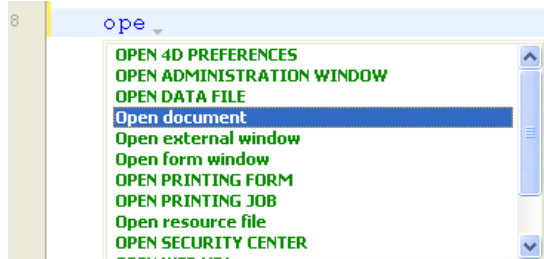 8 ope
OPEN 4D PREFERENCES
OPEN ADMINISTRATION WINDOW
OPEN DATA FILE
Open document
Open external window
Open form window
OPEN PRINTING FORM
OPEN PRINTING JOB
Open resource file
OPEN SECURITY CENTER